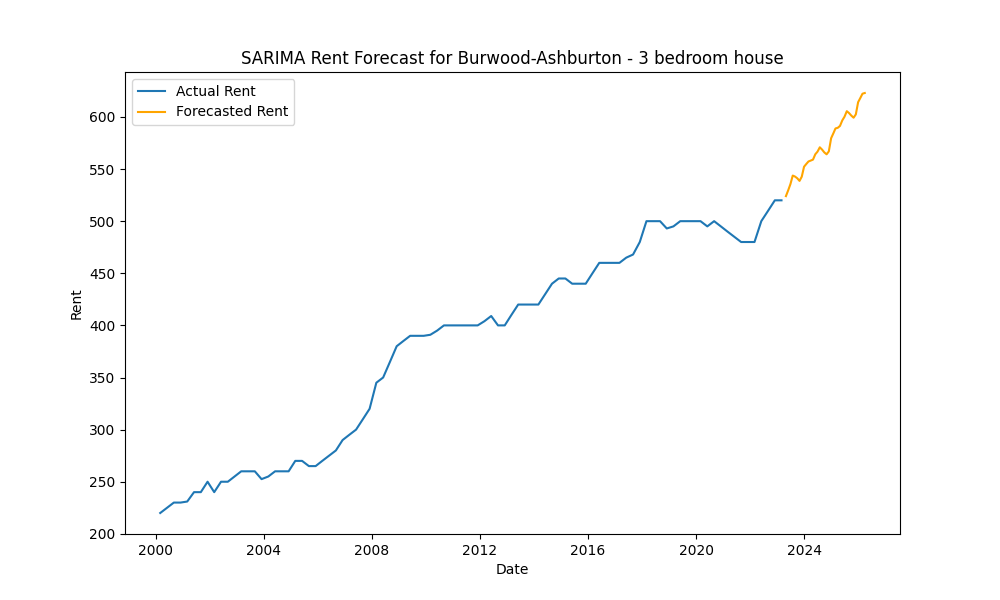 SARIMA Rent Forecast for Burwood-Ashburton - 3 bedroom house
Actual Rent
Forecasted Rent
600
550
500
450
400
350
300
250
200
Rent
2000 2004 2008 2012 2016 2020 2024
Date